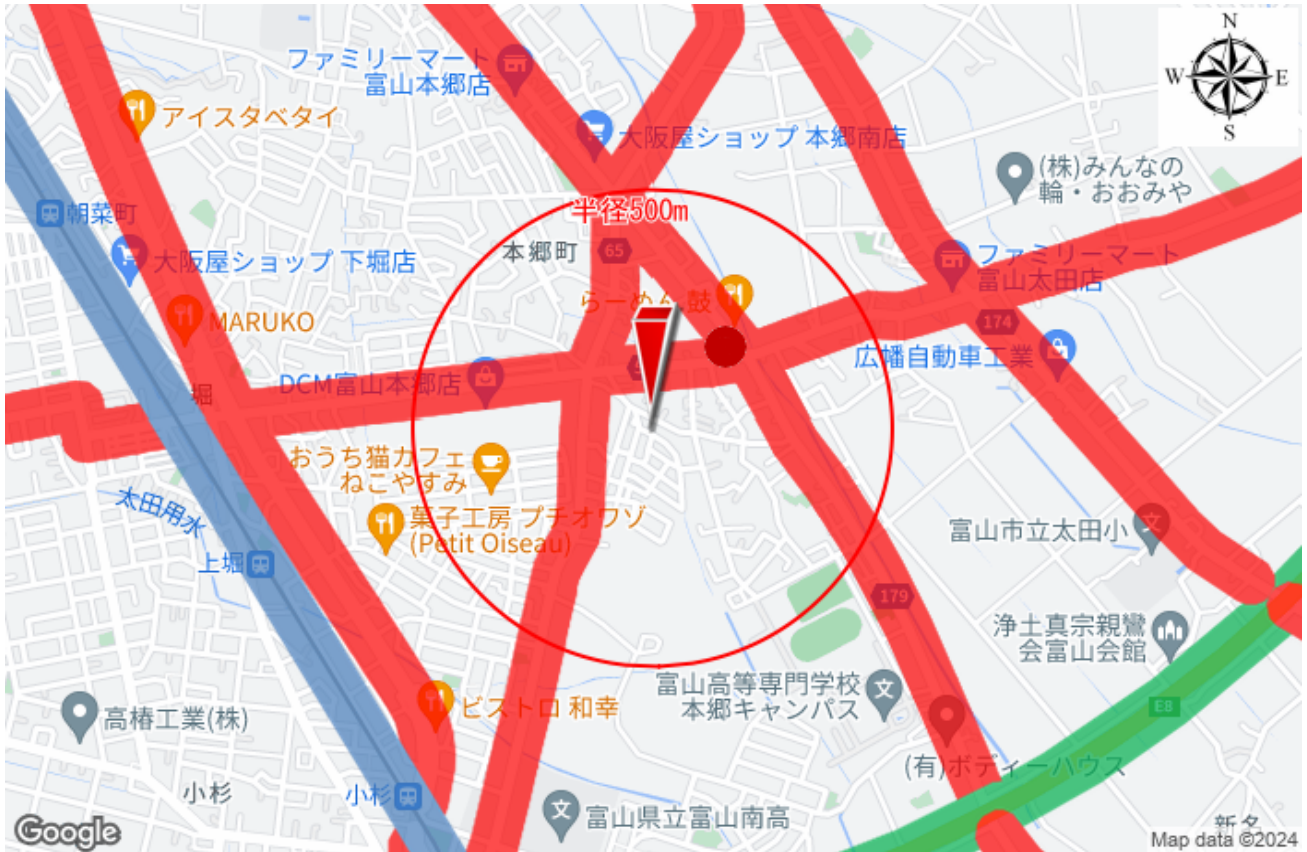 N
W
E
S
ファミリーマート
富山本郷店
アイスタベタイ
大阪屋ショップ 本郷南店
(株)みんなの
輪・おおみや
朝菜町
半径500m
本郷町
65
大阪屋ショップ 下堀店
ファミリーマート
富山太田店
らーめん 鼓
MARUKO
174
広幡自動車工業
DCM富山本郷店
堀
おうち猫カフェ
ねこやすみ
太田用水
菓子工房 プチオワゾ
(Petit Oiseau)
富山市立太田小
上堀
179
浄土真宗親鸞
会富山会館
富山高等専門学校
本郷キャンパス
E8
高椿工業(株)
ビストロ 和幸
(有)ボディーハウス
小杉
小杉
富山県立富山南高
新名
Google
Map data ©2024